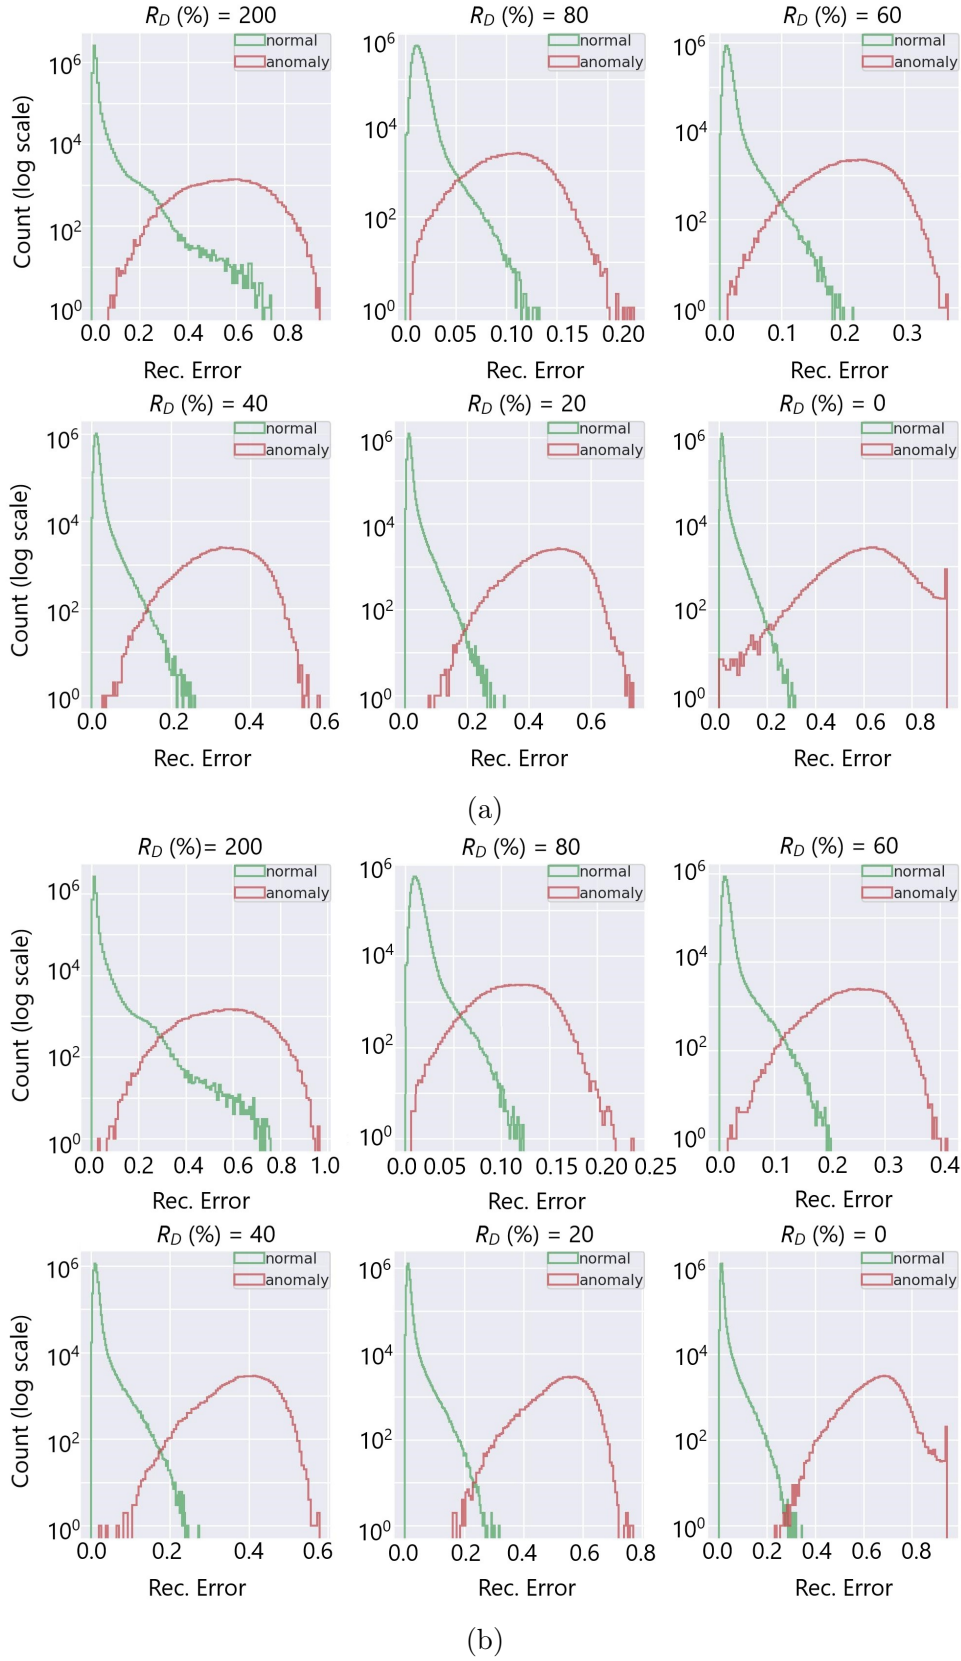 R_D (%) = 200
R_D (%) = 80
R_D (%) = 60
normal
anomaly
normal
anomaly
normal
anomaly
Count (log scale)
10^6
10^4
10^2
10^0
10^6
10^4
10^2
10^0
10^6
10^4
10^2
10^0
0.0 0.2 0.4 0.6 0.8
0.0 0.05 0.10 0.15 0.20
0.0 0.1 0.2 0.3
Rec. Error
Rec. Error
Rec. Error
R_D (%) = 40
R_D (%) = 20
R_D (%) = 0
normal
anomaly
normal
anomaly
normal
anomaly
Count (log scale)
10^6
10^4
10^2
10^0
10^6
10^4
10^2
10^0
10^6
10^4
10^2
10^0
0.0 0.2 0.4 0.6
0.0 0.2 0.4 0.6
0.0 0.2 0.4 0.6 0.8
Rec. Error
Rec. Error
Rec. Error
(a)
R_D (%)= 200
R_D (%) = 80
R_D (%) = 60
normal
anomaly
normal
anomaly
normal
anomaly
Count (log scale)
10^6
10^4
10^2
10^0
10^6
10^4
10^2
10^0
10^6
10^4
10^2
10^0
0.0 0.2 0.4 0.6 0.8 1.0
0.0 0.05 0.10 0.15 0.20 0.25
0.0 0.1 0.2 0.3 0.4
Rec. Error
Rec. Error
Rec. Error
R_D (%) = 40
R_D (%) = 20
R_D (%) = 0
normal
anomaly
normal
anomaly
normal
anomaly
Count (log scale)
10^6
10^4
10^2
10^0
10^6
10^4
10^2
10^0
10^6
10^4
10^2
10^0
0.0 0.2 0.4 0.6
0.0 0.2 0.4 0.6 0.8
0.0 0.2 0.4 0.6 0.8
Rec. Error
Rec. Error
Rec. Error
(b)